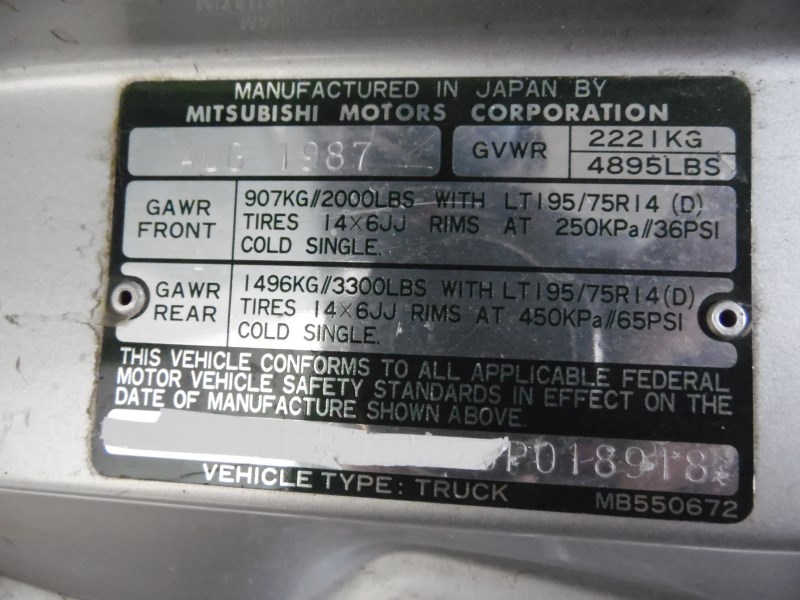 MANUFACTURED IN JAPAN BY
MITSUBISHI MOTORS CORPORATION
AUG 1987
GVWR 2221KG
4895LBS
GAWR FRONT
907KG//2000LBS WITH LT195/75R14 (D)
TIRES 14×6JJ RIMS AT 250KPa//36PSI
COLD SINGLE.
GAWR REAR
1496KG//3300LBS WITH LT195/75R14(D)
TIRES 14×6JJ RIMS AT 450KPa//65PSI
COLD SINGLE.
THIS VEHICLE CONFORMS TO ALL APPLICABLE FEDERAL
MOTOR VEHICLE SAFETY STANDARDS IN EFFECT ON THE
DATE OF MANUFACTURE SHOWN ABOVE.
P018918
VEHICLE TYPE: TRUCK
MB550672